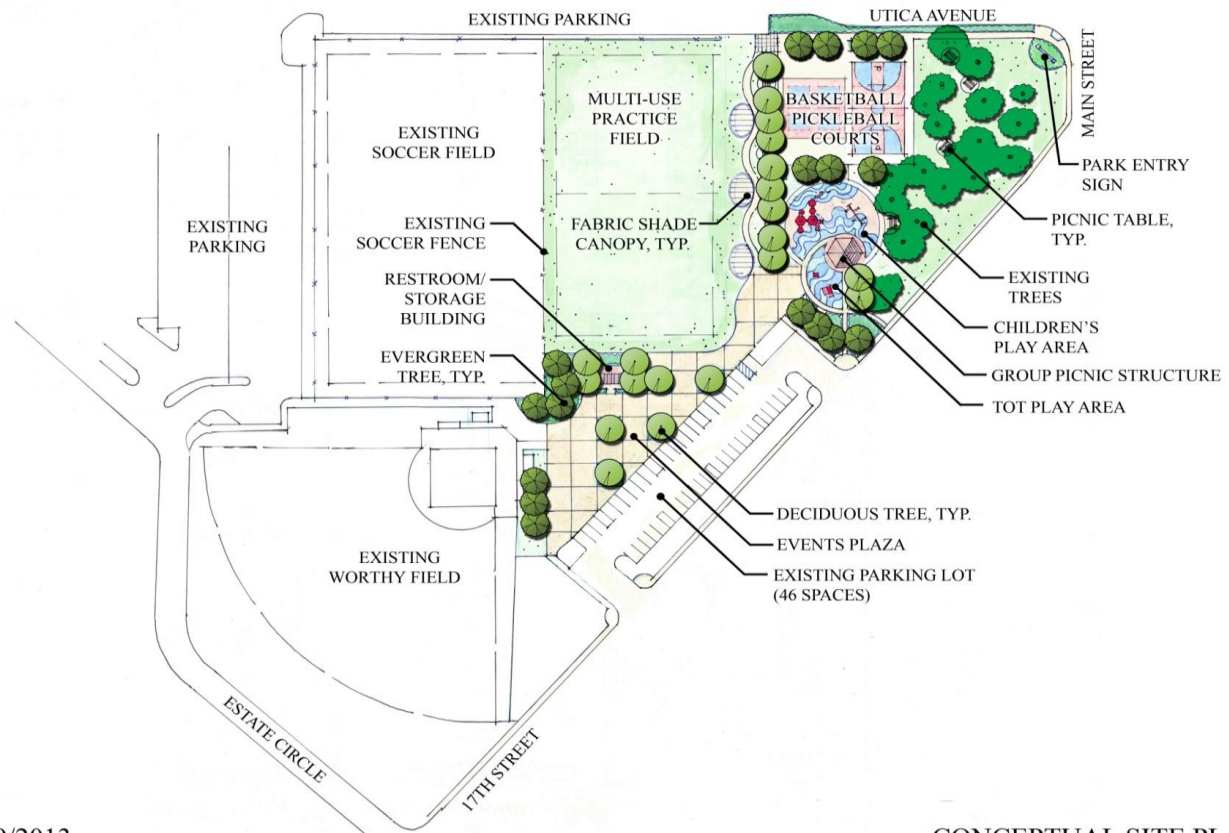 EXISTING PARKING
UTICA AVENUE
MAIN STREET
MULTI-USE
PRACTICE
FIELD
BASKETBALL/
PICKLEBALL
COURTS
EXISTING
SOCCER FIELD
PARK ENTRY
SIGN
EXISTING
PARKING
EXISTING
SOCCER FENCE
FABRIC SHADE
CANOPY, TYP.
PICNIC TABLE,
TYP.
RESTROOM/
STORAGE
BUILDING
EXISTING
TREES
CHILDREN'S
PLAY AREA
EVERGREEN
TREE, TYP.
GROUP PICNIC STRUCTURE
TOT PLAY AREA
DECIDUOUS TREE, TYP.
EVENTS PLAZA
EXISTING
WORTHY FIELD
EXISTING PARKING LOT
(46 SPACES)
ESTATE CIRCLE
17TH STREET